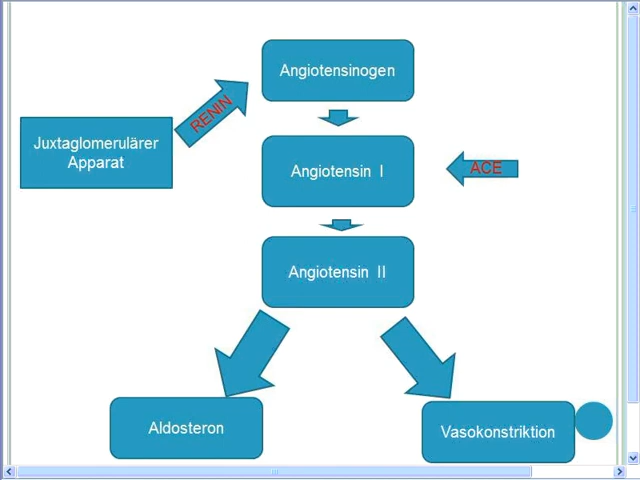 Angiotensinogen
RENIN
Juxtaglomerulärer
Apparat
Angiotensin I
ACE
Angiotensin II
Aldosteron
Vasokonstriktion